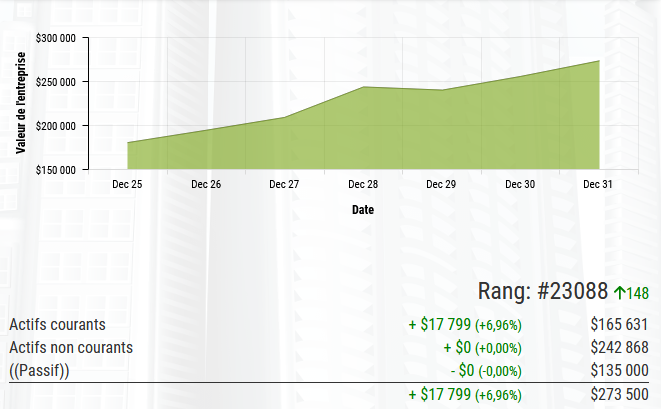 Valeur de l'entreprise
$300 000
$250 000
$200 000
$150 000
Dec 25 Dec 26 Dec 27 Dec 28 Dec 29 Dec 30 Dec 31
Date
Rang: #23088 ↑148
Actifs courants + $17 799 (+6,96%) $165 631
Actifs non courants + $0 (+0,00%) $242 868
((Passif)) - $0 (-0,00%) $135 000
+ $17 799 (+6,96%) $273 500